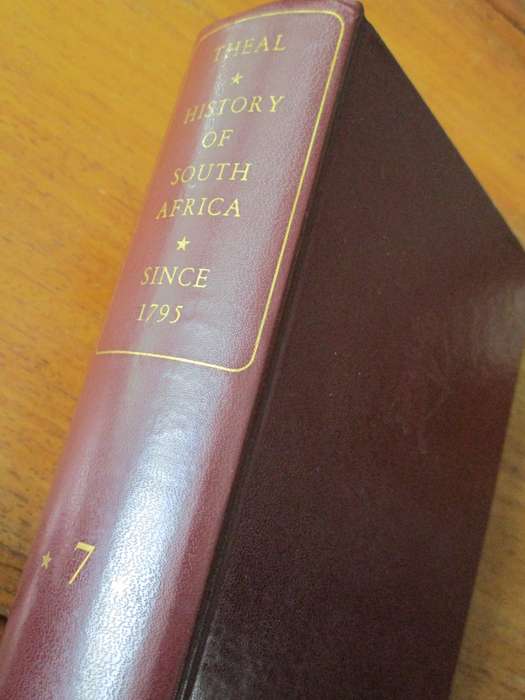 THEAL
HISTORY
OF
SOUTH
AFRICA
SINCE
1795
7